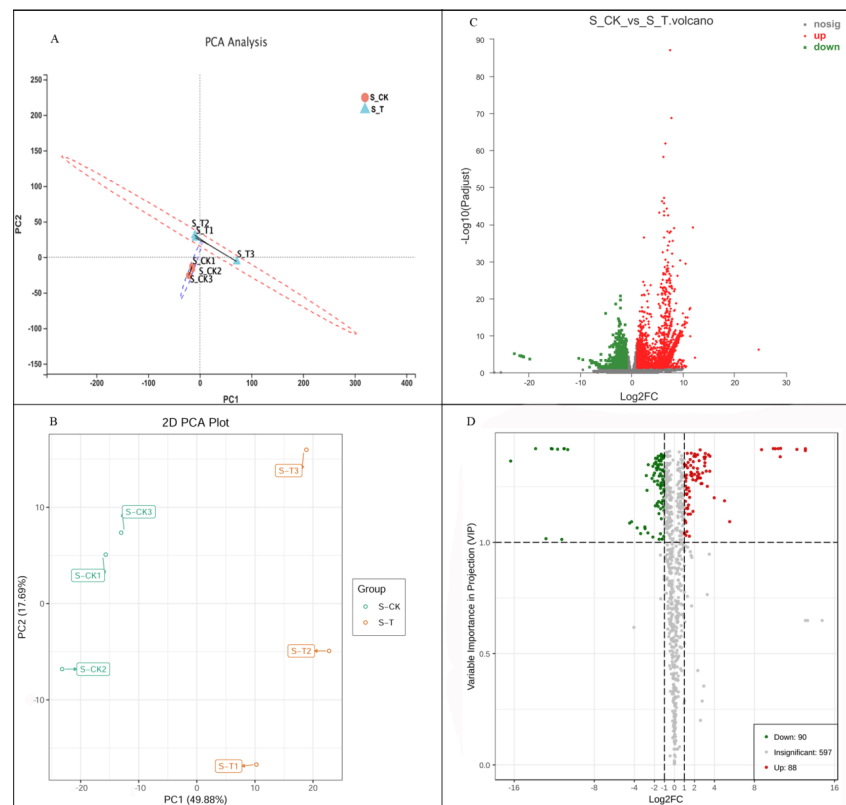 A
PCA Analysis
S_CK
S_T
250
200
150
100
50
0
-50
-100
-150
PC2
S_T2
S_T1
S_T3
S_CK1
S_CK2
S_CK3
-200
-100
0
100
200
300
400
PC1
C
S_CK_vs_S_T.volcano
nosig
up
down
90
80
70
60
50
40
30
20
10
0
-Log10(Padjust)
-20
-10
0
10
20
30
Log2FC
B
2D PCA Plot
10
0
-10
PC2 (17.69%)
S-T3
S-CK3
S-CK1
S-CK2
S-T2
S-T1
Group
S-CK
S-T
-20
-10
0
10
20
PC1 (49.88%)
D
1.0
0.5
0.0
Variable Importance in Projection (VIP)
Down: 90
Insignificant: 597
Up: 88
-16
-8
-4
-2
-1
0
1
2
4
8
16
Log2FC